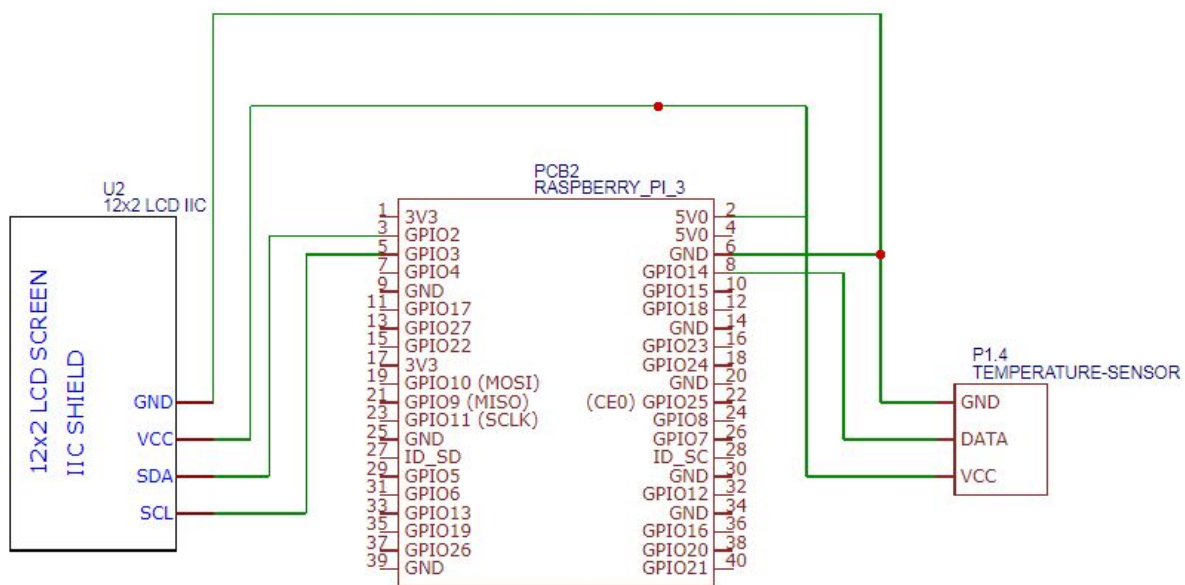 U2
12x2 LCD IIC
12x2 LCD SCREEN
IIC SHIELD
GND
VCC
SDA
SCL
PCB2
RASPBERRY_PI_3
1 3V3 5V0 2
3 GPIO2 5V0 4
5 GPIO3 GND 6
7 GPIO4 GPIO14 8
9 GND GPIO15 10
11 GPIO17 GPIO18 12
13 GPIO27 GND 14
15 GPIO22 GPIO23 16
17 3V3 GPIO24 18
19 GPIO10 (MOSI) GND 20
21 GPIO9 (MISO) (CE0) GPIO25 22
23 GPIO11 (SCLK) GPIO8 24
25 GND GPIO7 26
27 ID_SD ID_SC 28
29 GPIO5 GND 30
31 GPIO6 GPIO12 32
33 GPIO13 GND 34
35 GPIO19 GPIO16 36
37 GPIO26 GPIO20 38
39 GND GPIO21 40
P1.4
TEMPERATURE-SENSOR
GND
DATA
VCC